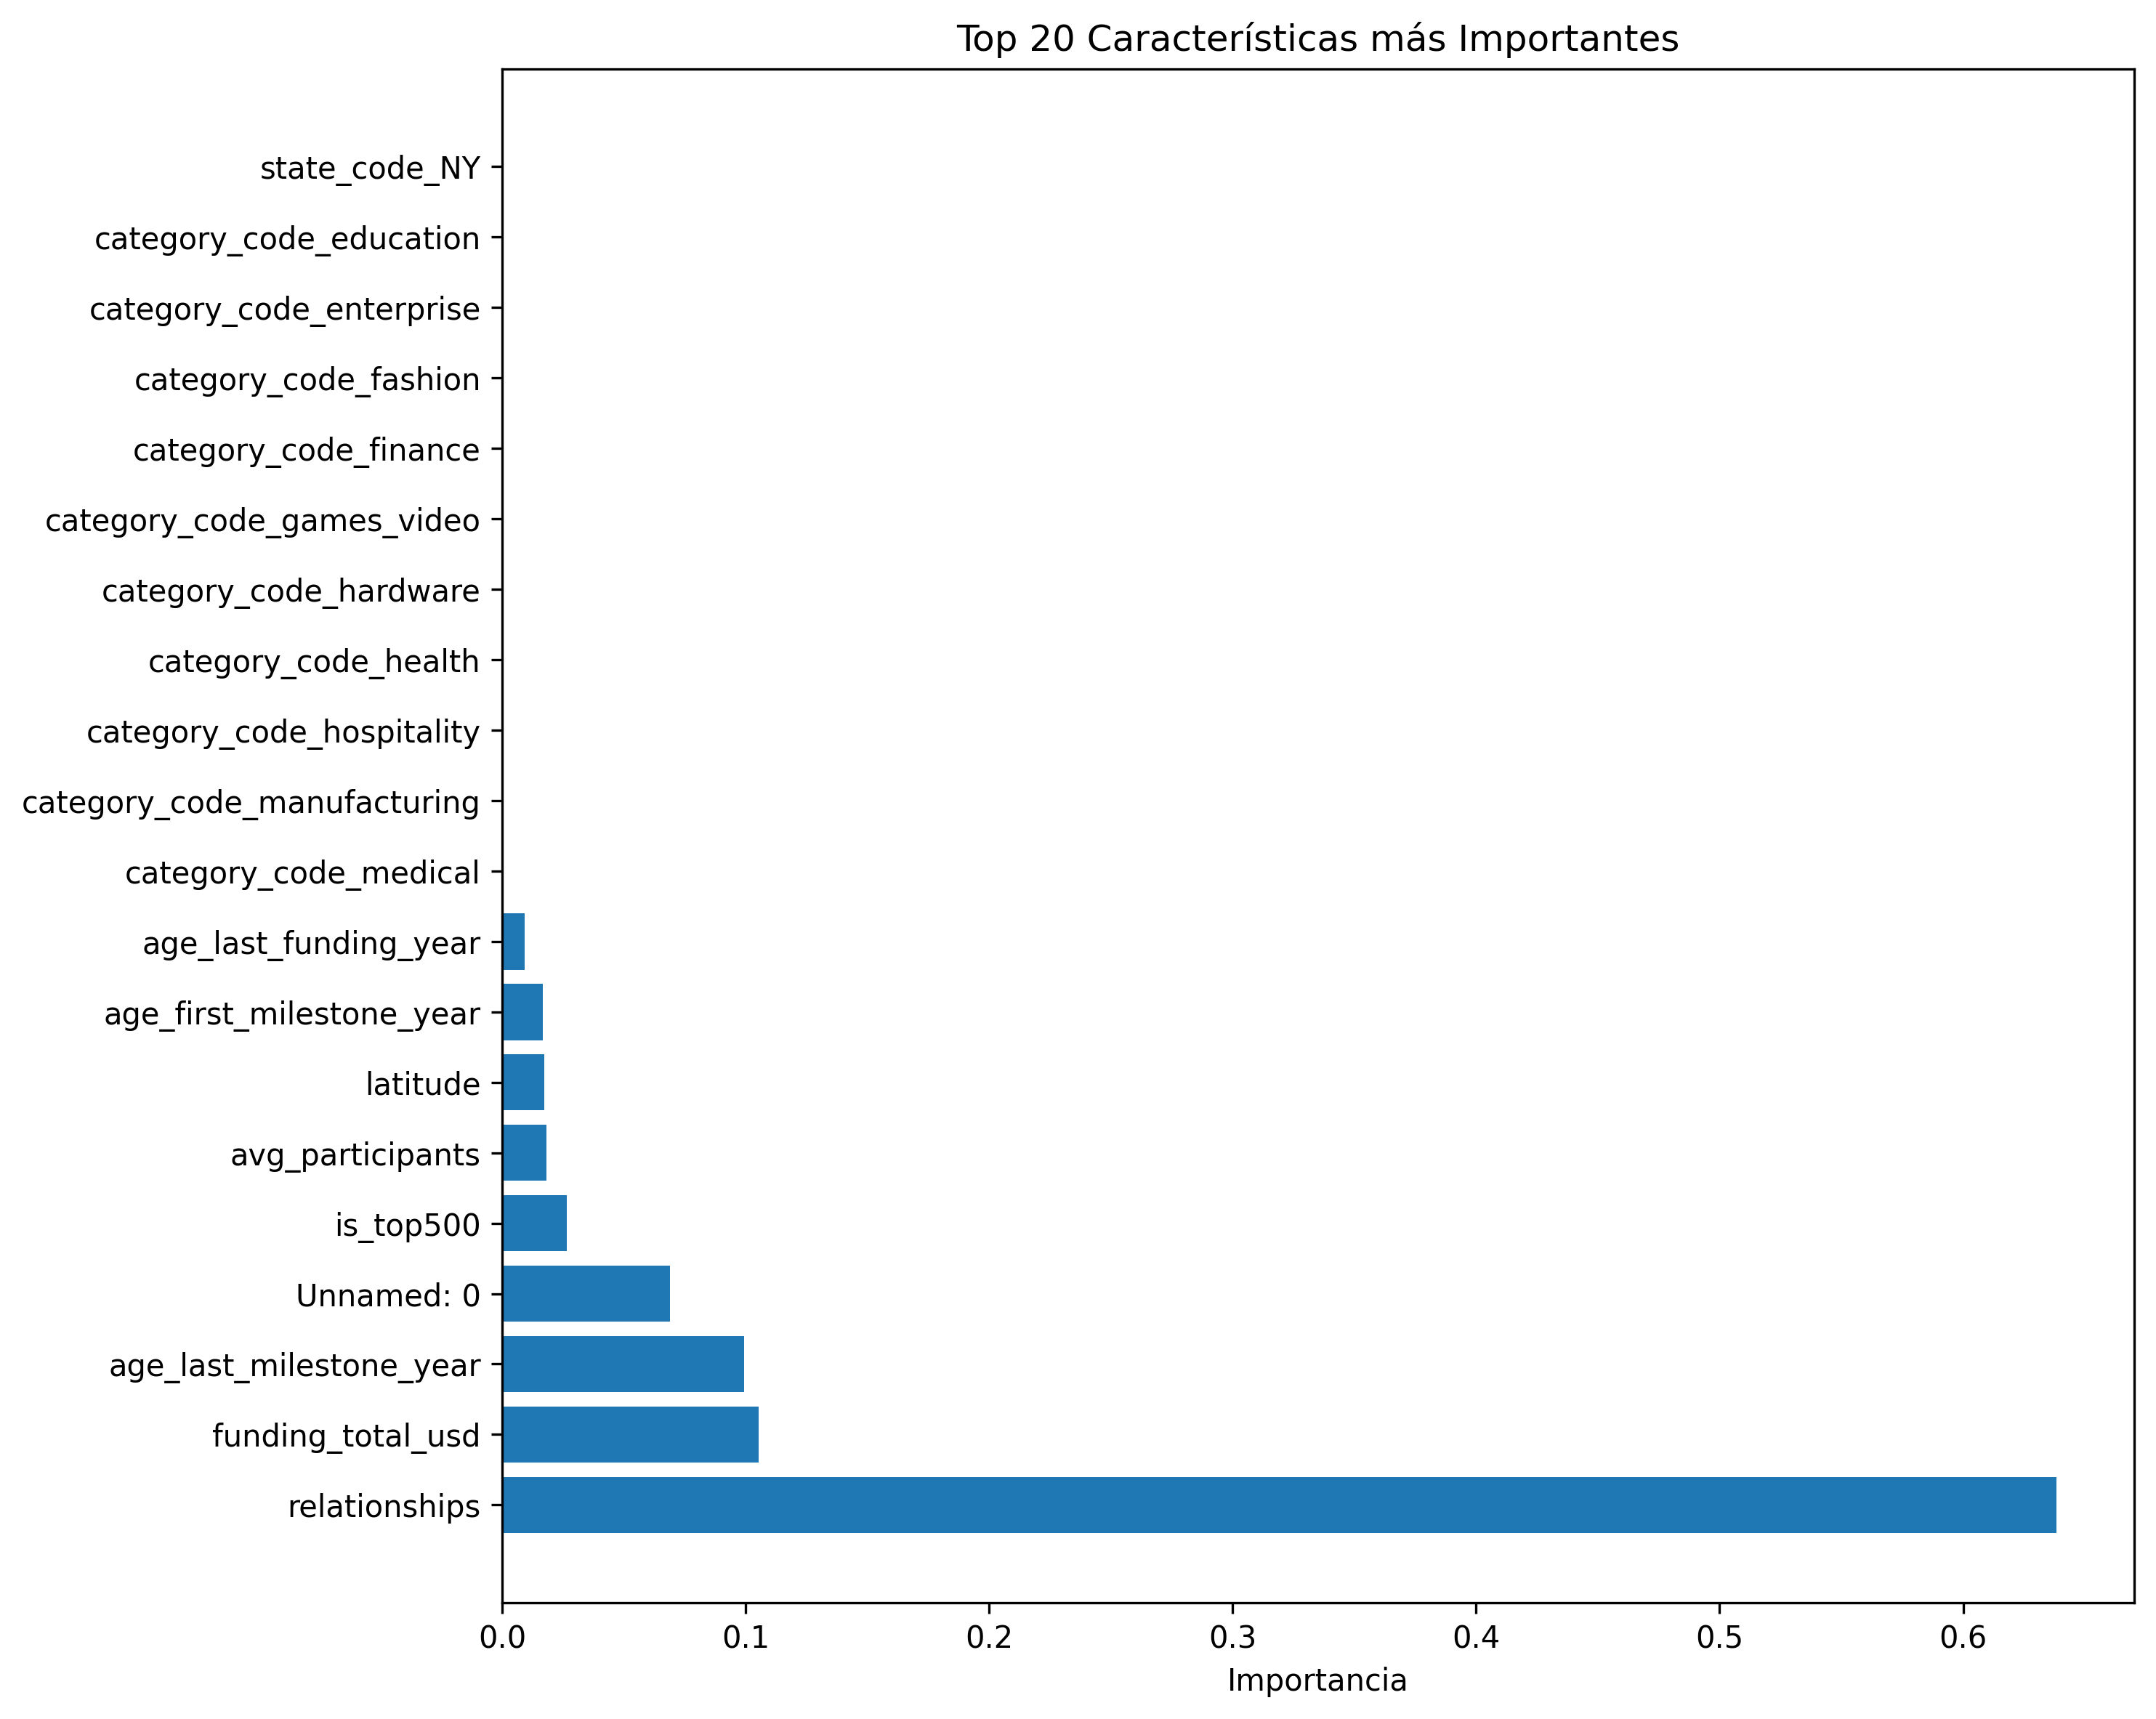 Top 20 Características más Importantes
state_code_NY
category_code_education
category_code_enterprise
category_code_fashion
category_code_finance
category_code_games_video
category_code_hardware
category_code_health
category_code_hospitality
category_code_manufacturing
category_code_medical
age_last_funding_year
age_first_milestone_year
latitude
avg_participants
is_top500
Unnamed: 0
age_last_milestone_year
funding_total_usd
relationships
0.0 0.1 0.2 0.3 0.4 0.5 0.6
Importancia